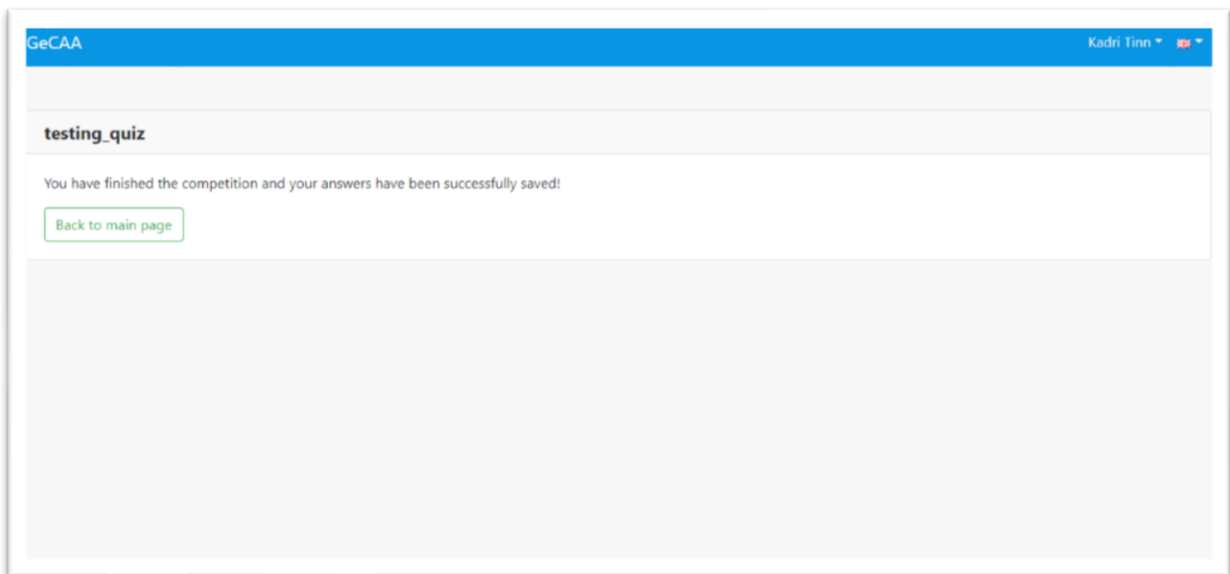 GeCAA
Kadri Tinn
testing_quiz
You have finished the competition and your answers have been successfully saved!
Back to main page